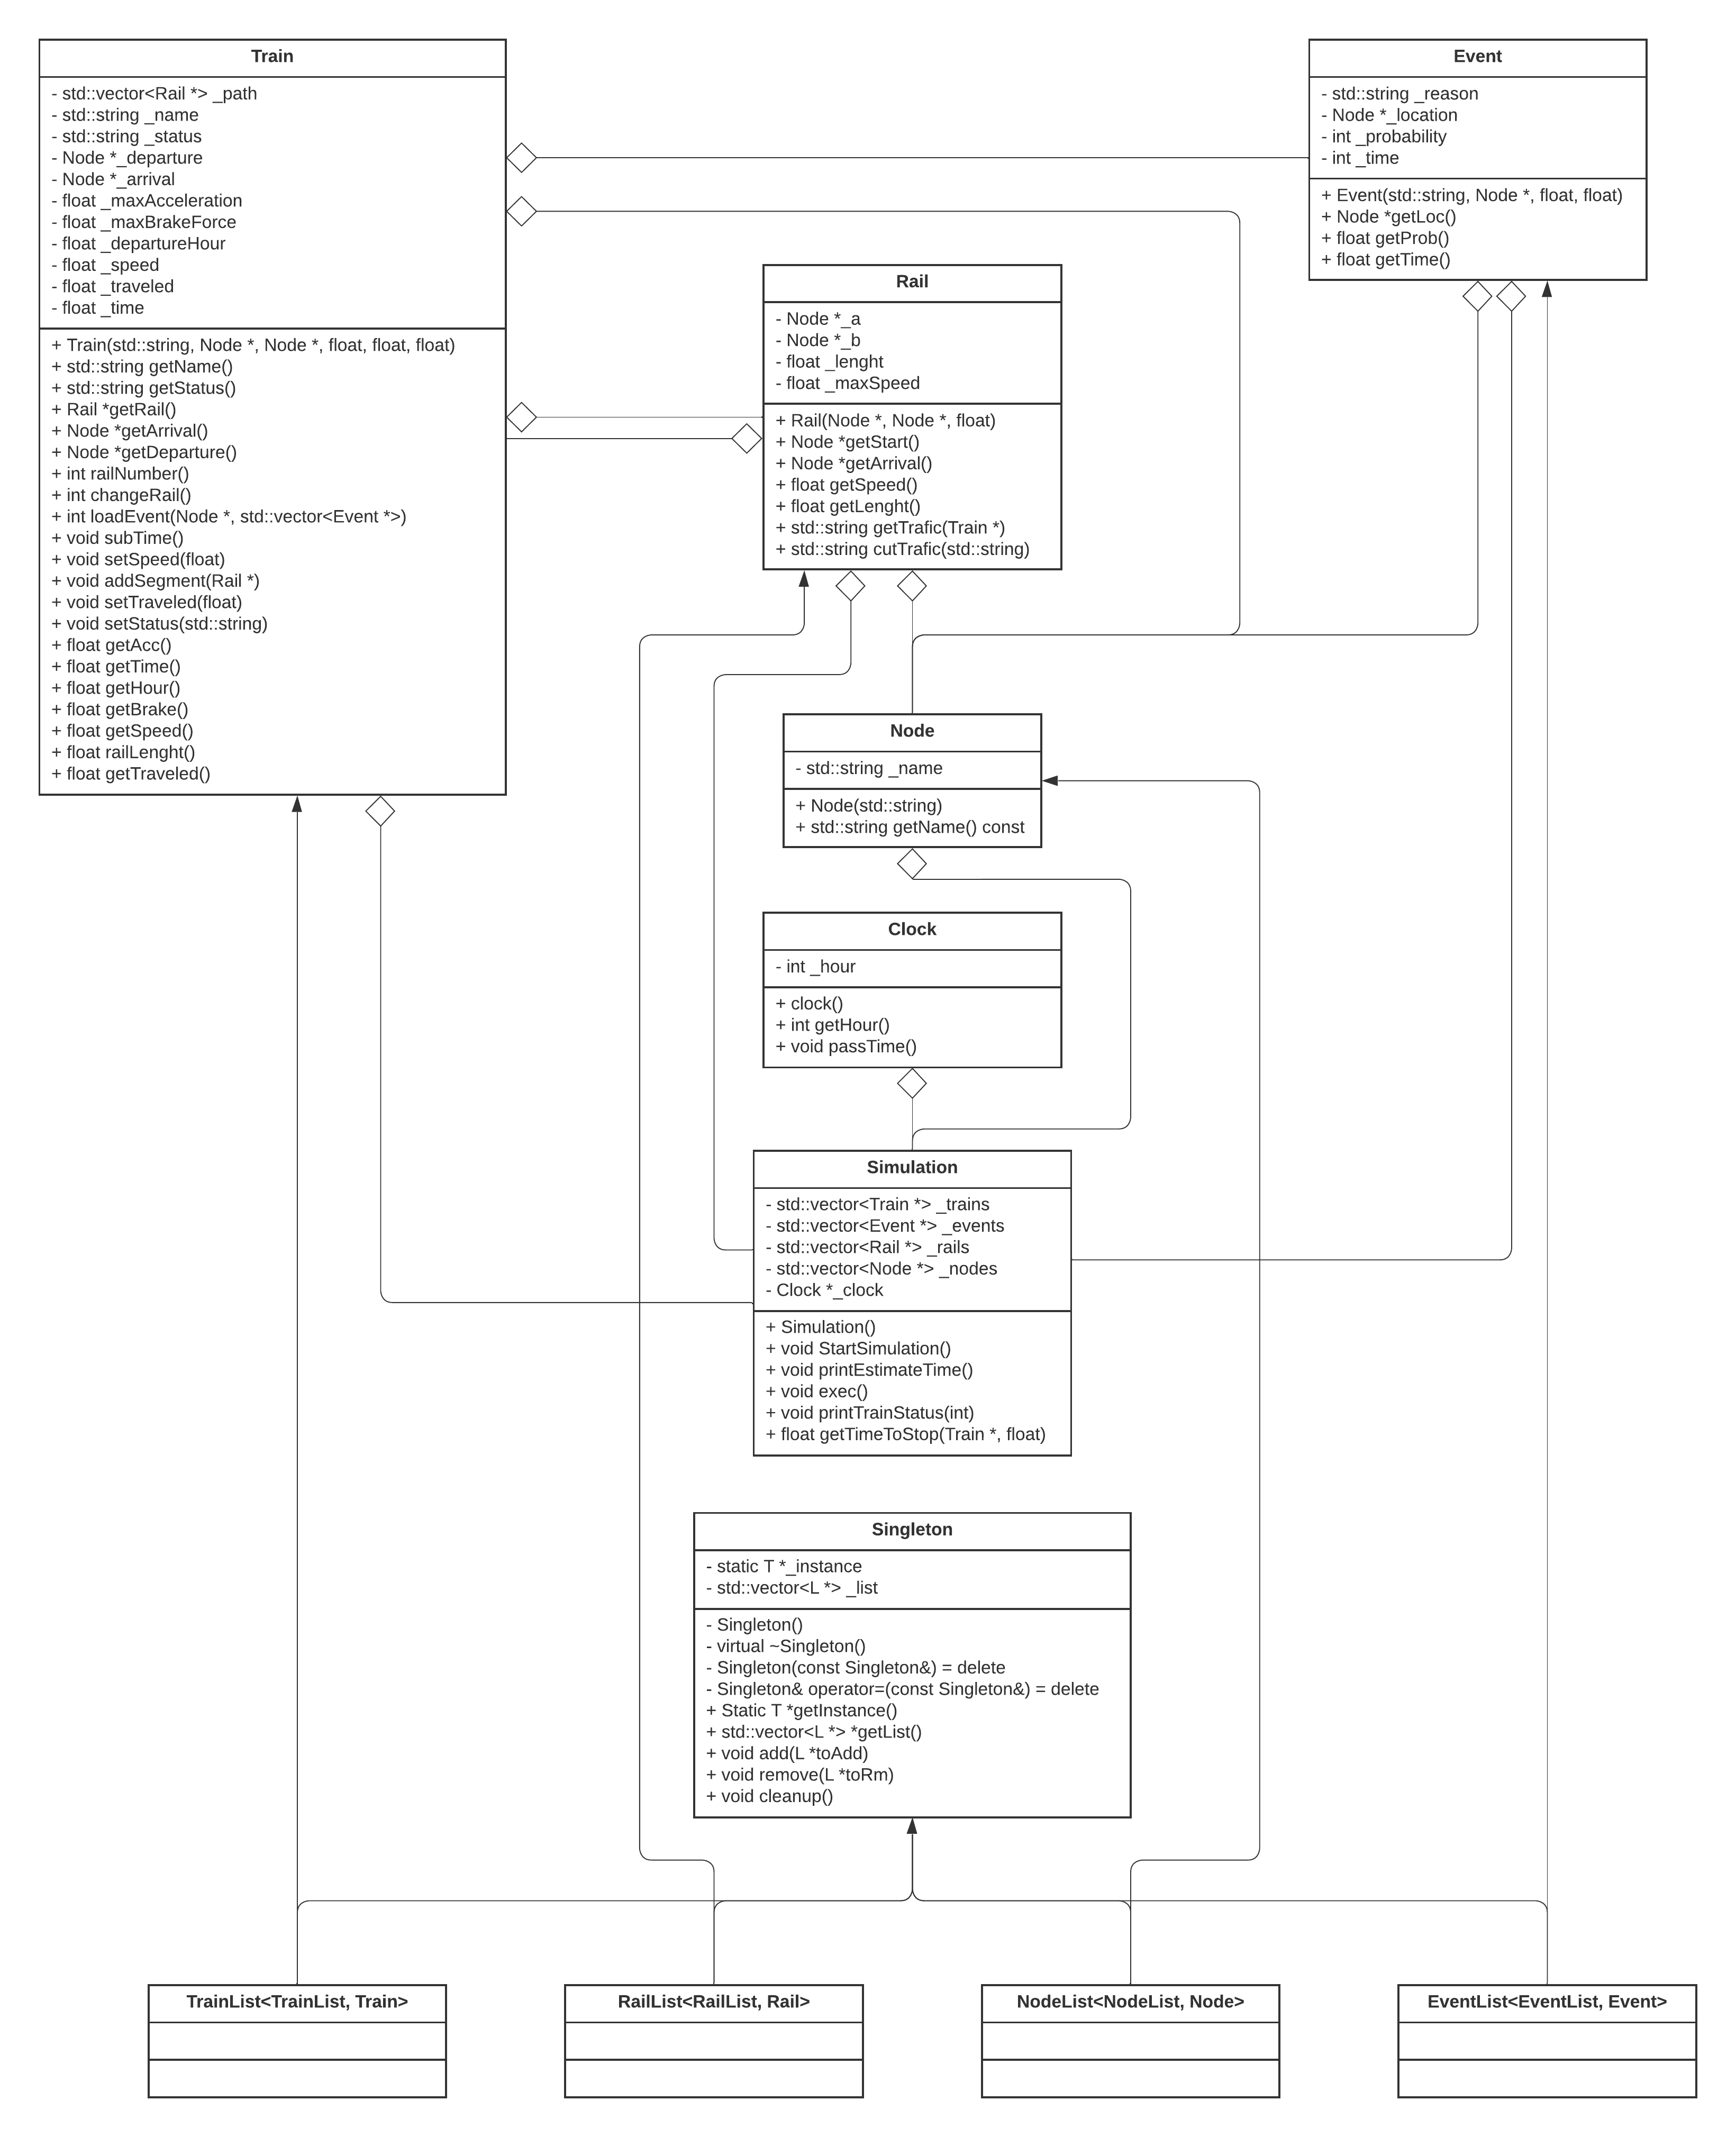 Train
- std::vector<Rail *> _path
- std::string _name
- std::string _status
- Node *_departure
- Node *_arrival
- float _maxAcceleration
- float _maxBrakeForce
- float _departureHour
- float _speed
- float _traveled
- float _time
+ Train(std::string, Node *, Node *, float, float, float)
+ std::string getName()
+ std::string getStatus()
+ Rail *getRail()
+ Node *getArrival()
+ Node *getDeparture()
+ int railNumber()
+ int changeRail()
+ int loadEvent(Node *, std::vector<Event *>)
+ void subTime()
+ void setSpeed(float)
+ void addSegment(Rail *)
+ void setTraveled(float)
+ void setStatus(std::string)
+ float getAcc()
+ float getTime()
+ float getHour()
+ float getBrake()
+ float getSpeed()
+ float railLenght()
+ float getTraveled()
Event
- std::string _reason
- Node *_location
- int _probability
- int _time
+ Event(std::string, Node *, float, float)
+ Node *getLoc()
+ float getProb()
+ float getTime()
Rail
- Node *_a
- Node *_b
- float _lenght
- float _maxSpeed
+ Rail(Node *, Node *, float)
+ Node *getStart()
+ Node *getArrival()
+ float getSpeed()
+ float getLenght()
+ std::string getTrafic(Train *)
+ std::string cutTrafic(std::string)
Node
- std::string _name
+ Node(std::string)
+ std::string getName() const
Clock
- int _hour
+ clock()
+ int getHour()
+ void passTime()
Simulation
- std::vector<Train *> _trains
- std::vector<Event *> _events
- std::vector<Rail *> _rails
- std::vector<Node *> _nodes
- Clock *_clock
+ Simulation()
+ void StartSimulation()
+ void printEstimateTime()
+ void exec()
+ void printTrainStatus(int)
+ float getTimeToStop(Train *, float)
Singleton
- static T *_instance
- std::vector<L *> _list
- Singleton()
- virtual ~Singleton()
- Singleton(const Singleton&) = delete
- Singleton& operator=(const Singleton&) = delete
+ Static T *getInstance()
+ std::vector<L *> *getList()
+ void add(L *toAdd)
+ void remove(L *toRm)
+ void cleanup()
TrainList<TrainList, Train>
RailList<RailList, Rail>
NodeList<NodeList, Node>
EventList<EventList, Event>